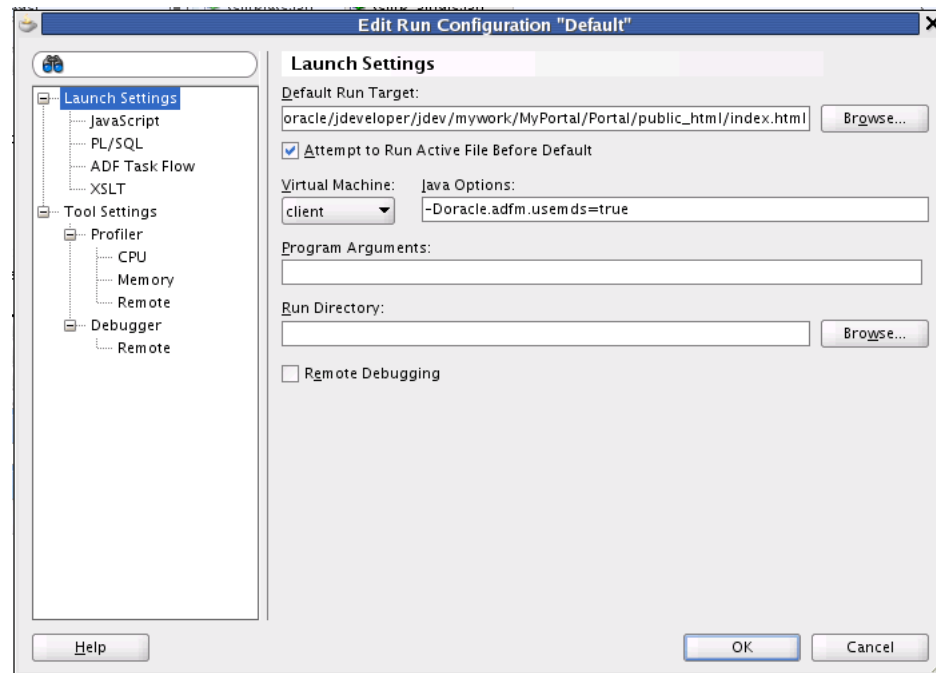 Edit Run Configuration "Default"
Launch Settings
JavaScript
PL/SQL
ADF Task Flow
XSLT
Tool Settings
Profiler
CPU
Memory
Remote
Debugger
Remote
Launch Settings
Default Run Target:
oracle/jdeveloper/jdev/mywork/MyPortal/Portal/public_html/index.html
Browse...
Attempt to Run Active File Before Default
Virtual Machine: Java Options:
client -Doracle.adfm.usemds=true
Program Arguments:
Run Directory:
Browse...
Remote Debugging
Help OK Cancel